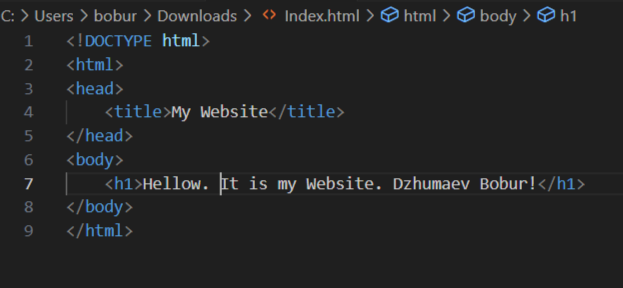 C: > Users > bobur > Downloads > <> Index.html > html > body > h1
1 <!DOCTYPE html>
2 <html>
3 <head>
4     <title>My Website</title>
5 </head>
6 <body>
7     <h1>Hellow. It is my Website. Dzhumaev Bobur!</h1>
8 </body>
9 </html>